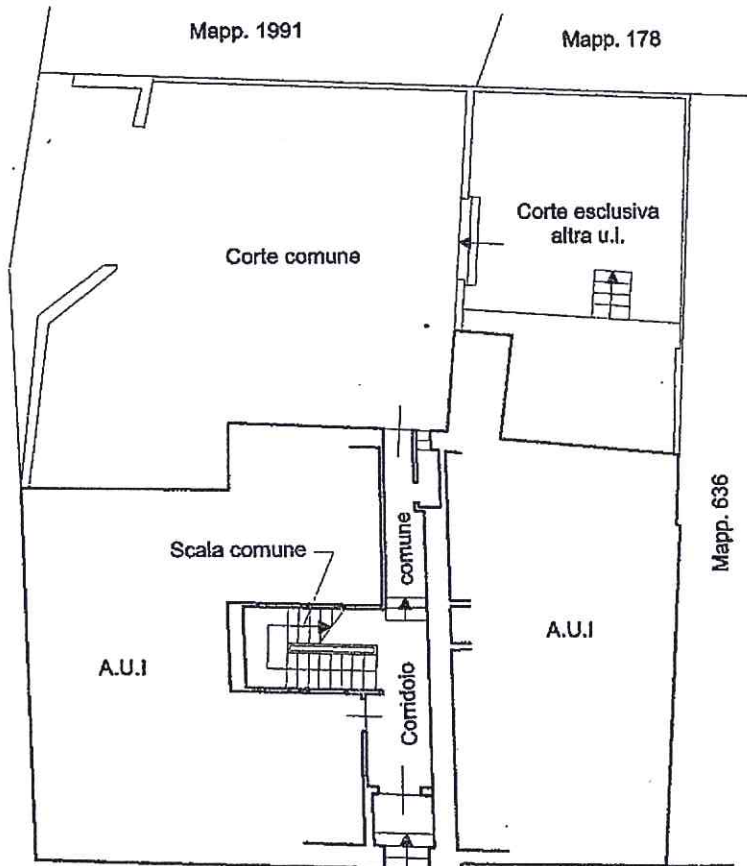 Mapp. 1991
Mapp. 178
Corte esclusiva
altra u.i.
Corte comune
Mapp. 636
Scala comune
comune
A.U.I
A.U.I
Corridoio